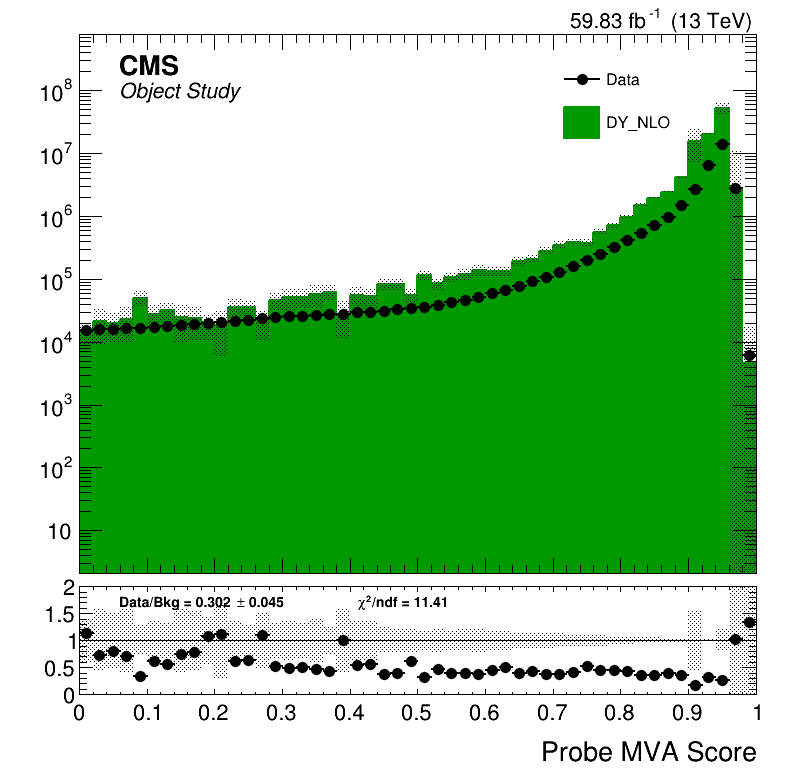 59.83 fb⁻¹ (13 TeV)
CMS
Object Study
Data
DY_NLO
10⁸
10⁷
10⁶
10⁵
10⁴
10³
10²
10
Data/Bkg = 0.302 ± 0.045
χ²/ndf = 11.41
2
1.5
1
0.5
0
0 0.1 0.2 0.3 0.4 0.5 0.6 0.7 0.8 0.9 1
Probe MVA Score